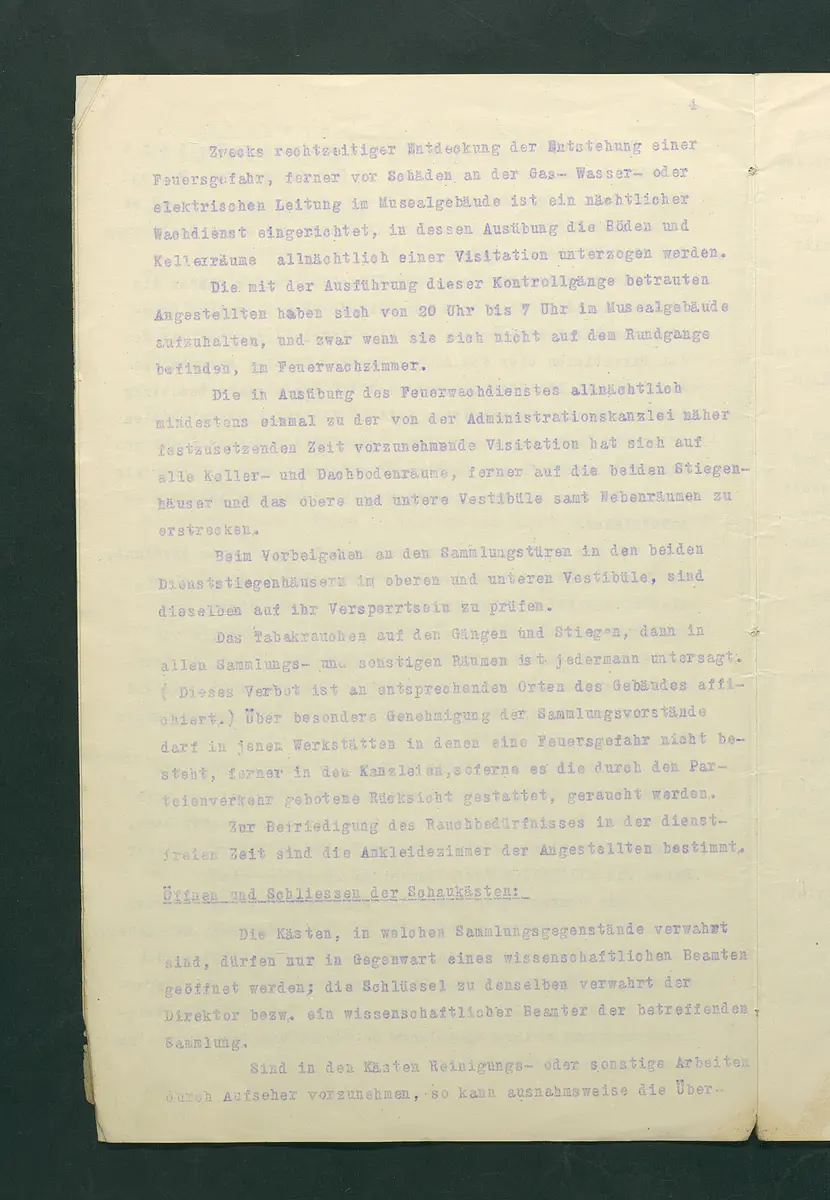 4
Zwecks rechtzeitiger Entdeckung der Entstehung einer
Feuersgefahr, ferner vor Schäden an der Gas- Wasser- oder
elektrischen Leitung im Musealgebäude ist ein nächtlicher
Wachdienst eingerichtet, in dessen Ausübung die Böden und
Kellerräume allnächtlich einer Visitation unterzogen werden.
Die mit der Ausführung dieser Kontrollgänge betrauten
Angestellten haben sich von 20 Uhr bis 7 Uhr im Musealgebäude
aufzuhalten, und zwar wenn sie sich nicht auf dem Rundgange
befinden, im Feuerwachzimmer.
Die in Ausübung des Feuerwachdienstes allnächtlich
mindestens einmal zu der von der Administrationskanzlei näher
festzusetzenden Zeit vorzunehmende Visitation hat sich auf
alle Keller- und Dachbodenräume, ferner auf die beiden Stiegen-
häuser und das obere und untere Vestibüle samt Nebenräumen zu
erstrecken.
Beim Vorbeigehen an den Sammlungstüren in den beiden
Dienststiegenhäusern im oberen und unteren Vestibüle, sind
dieselben auf ihr Versperrtsein zu prüfen.
Das Tabakrauchen auf den Gängen und Stiegen, dann in
allen Sammlungs- und sonstigen Räumen ist jedermann untersagt.
( Dieses Verbot ist an entsprechenden Orten des Gebäudes affi-
chiert.) Über besondere Genehmigung der Sammlungsvorstände
darf in jenen Werkstätten in denen eine Feuersgefahr nicht be-
steht, ferner in den Kanzleien,soferne es die durch den Par-
teienverkehr gebotene Rücksicht gestattet, geraucht werden.
Zur Befriedigung des Rauchbedürfnisses in der dienst-
freien Zeit sind die Ankleidezimmer der Angestellten bestimmt.
Öffnen und Schliessen der Schaukästen:
Die Kästen, in welchen Sammlungsgegenstände verwahrt
sind, dürfen nur in Gegenwart eines wissenschaftlichen Beamten
geöffnet werden; die Schlüssel zu denselben verwahrt der
Direktor bezw. ein wissenschaftlicher Beamter der betreffenden
Sammlung.
Sind in den Kästen Reinigungs- oder sonstige Arbeiten
durch Aufseher vorzunehmen, so kann ausnahmsweise die Über-